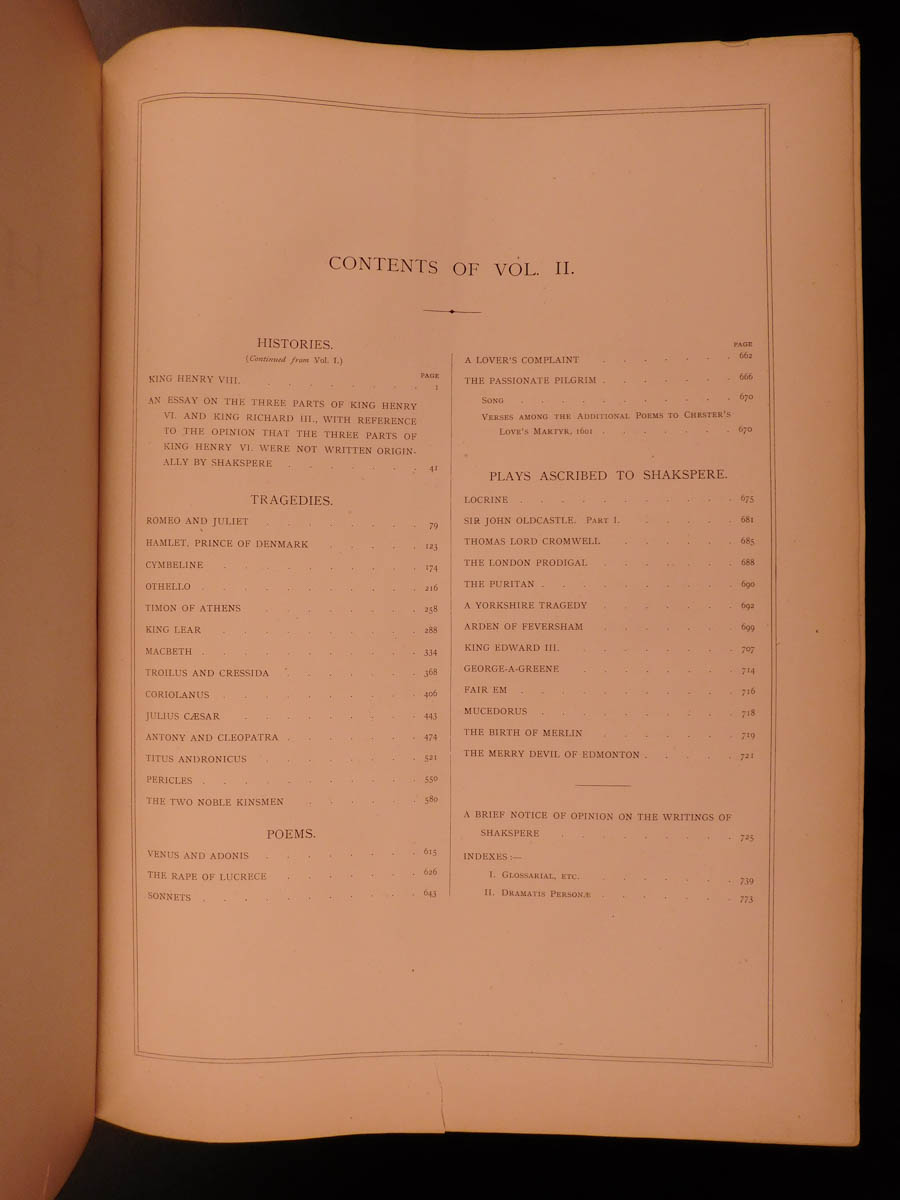 CONTENTS OF VOL. II.
HISTORIES.
(Continued from Vol. I.)
PAGE
KING HENRY VIII. . . . . . . . 1
AN ESSAY ON THE THREE PARTS OF KING HENRY
VI. AND KING RICHARD III., WITH REFERENCE
TO THE OPINION THAT THE THREE PARTS OF
KING HENRY VI. WERE NOT WRITTEN ORIGIN-
ALLY BY SHAKSPERE . . . . . . 41
TRAGEDIES.
ROMEO AND JULIET . . . . . . . 79
HAMLET, PRINCE OF DENMARK . . . . . 123
CYMBELINE . . . . . . . . 174
OTHELLO . . . . . . . . . 216
TIMON OF ATHENS . . . . . . . 258
KING LEAR . . . . . . . . 288
MACBETH . . . . . . . . . 334
TROILUS AND CRESSIDA . . . . . . 368
CORIOLANUS . . . . . . . . 406
JULIUS CÆSAR . . . . . . . 443
ANTONY AND CLEOPATRA . . . . . . 474
TITUS ANDRONICUS . . . . . . . 521
PERICLES . . . . . . . . . 550
THE TWO NOBLE KINSMEN . . . . . 580
POEMS.
VENUS AND ADONIS . . . . . . . 615
THE RAPE OF LUCRECE . . . . . . 626
SONNETS . . . . . . . . . 643
PAGE
A LOVER'S COMPLAINT . . . . . . 662
THE PASSIONATE PILGRIM . . . . . . 666
SONG . . . . . . . . . 670
VERSES AMONG THE ADDITIONAL POEMS TO CHESTER'S
LOVE'S MARTYR, 1601 . . . . . . 670
PLAYS ASCRIBED TO SHAKSPERE.
LOCRINE . . . . . . . . . 675
SIR JOHN OLDCASTLE. PART I. . . . . . 681
THOMAS LORD CROMWELL . . . . . . 685
THE LONDON PRODIGAL . . . . . . 688
THE PURITAN . . . . . . . . 690
A YORKSHIRE TRAGEDY . . . . . . 692
ARDEN OF FEVERSHAM . . . . . . 699
KING EDWARD III. . . . . . . . 707
GEORGE-A-GREENE . . . . . . . 714
FAIR EM . . . . . . . . . 716
MUCEDORUS . . . . . . . . 718
THE BIRTH OF MERLIN . . . . . . 719
THE MERRY DEVIL OF EDMONTON . . . . . 721
A BRIEF NOTICE OF OPINION ON THE WRITINGS OF
SHAKSPERE . . . . . . . . 725
INDEXES :—
I. GLOSSARIAL, ETC. . . . . . . 739
II. DRAMATIS PERSONÆ . . . . . . 773